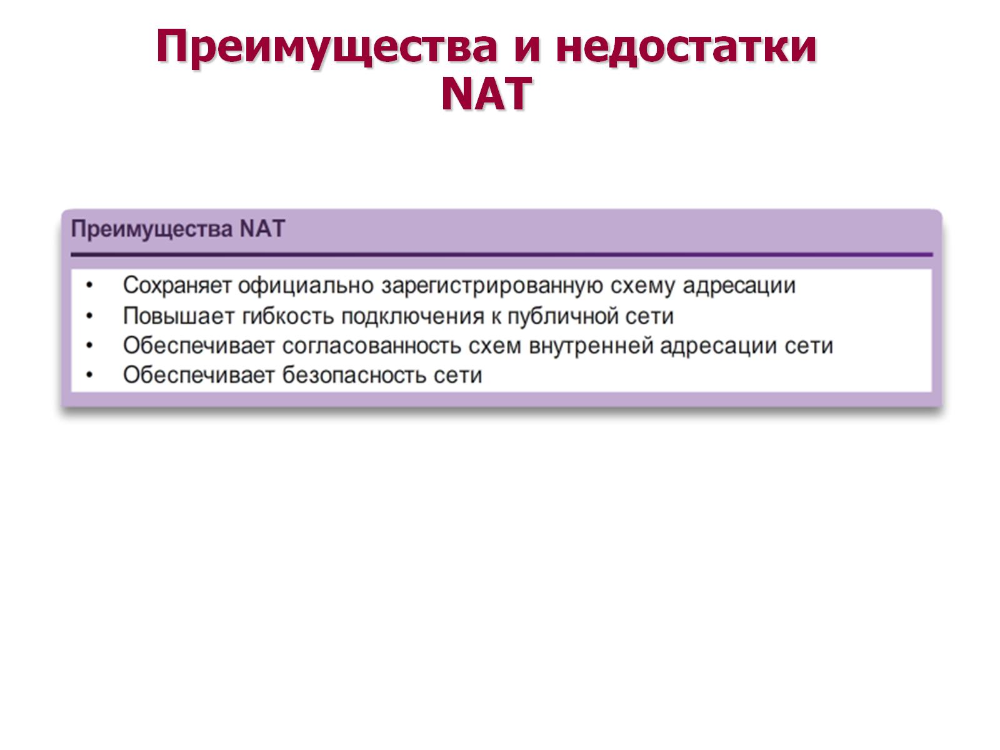 Преимущества и недостатки
NAT
Преимущества NAT
• Сохраняет официально зарегистрированную схему адресации
• Повышает гибкость подключения к публичной сети
• Обеспечивает согласованность схем внутренней адресации сети
• Обеспечивает безопасность сети